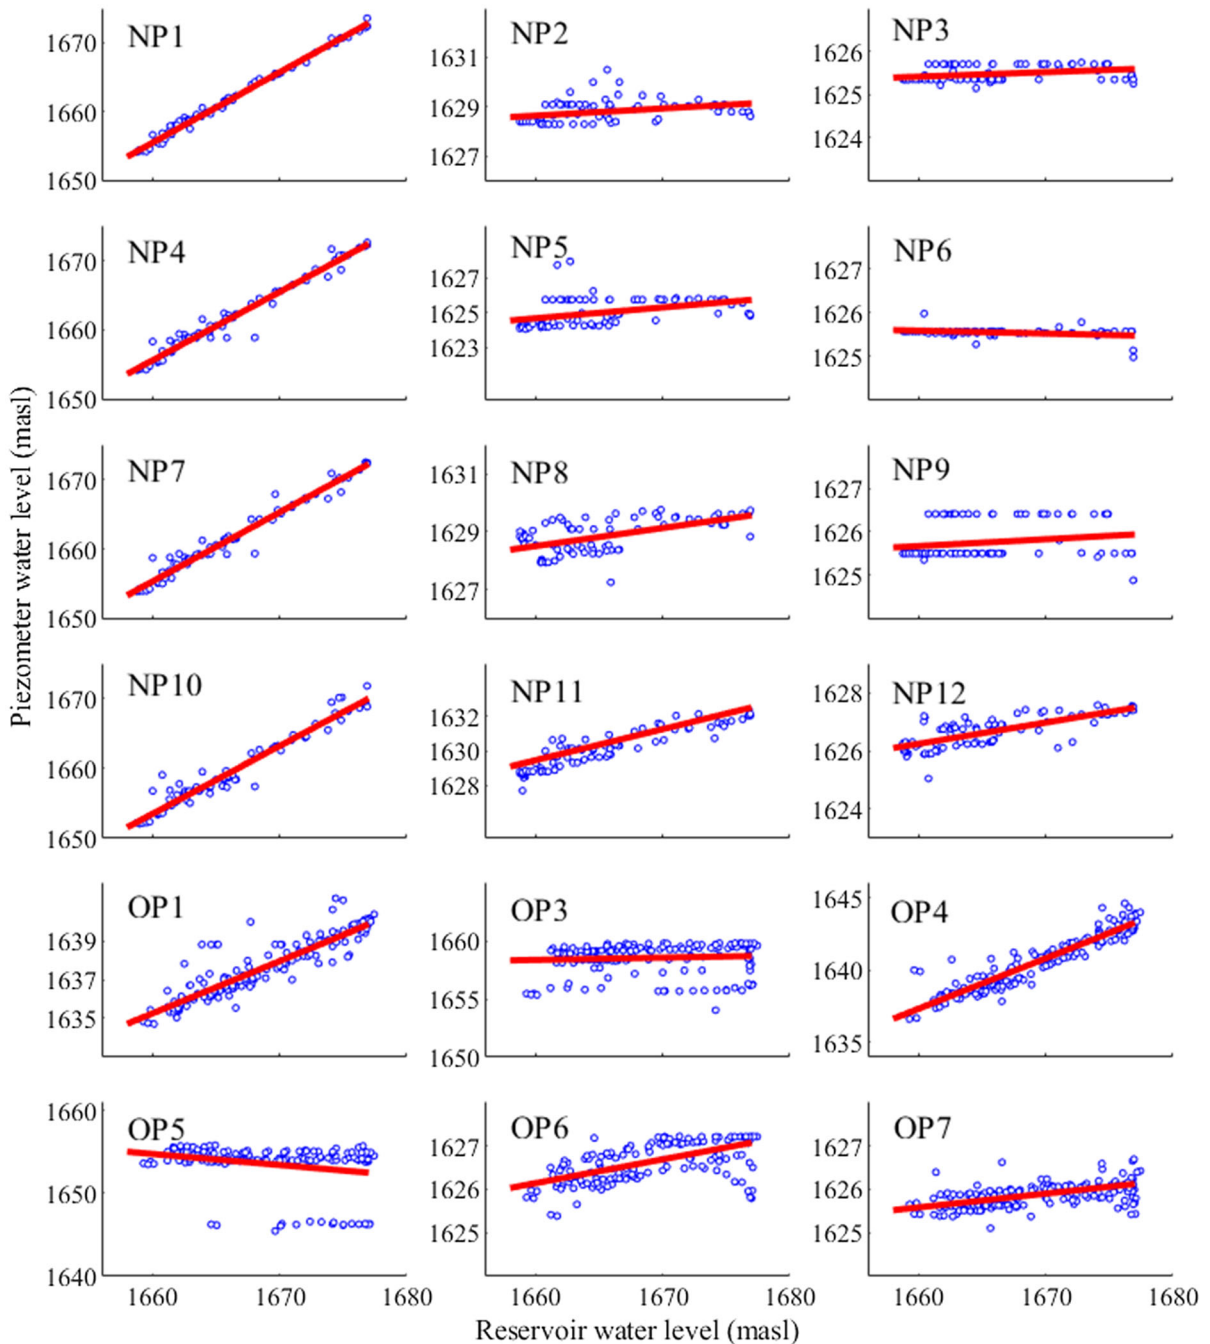 NP1
NP2
NP3
1670
1660
1650
1631
1629
1627
1626
1625
1624
NP4
NP5
NP6
1670
1660
1650
1627
1625
1623
1627
1626
1625
NP7
NP8
NP9
1670
1660
1650
1631
1629
1627
1627
1626
1625
NP10
NP11
NP12
1670
1660
1650
1632
1630
1628
1628
1626
1624
OP1
OP3
OP4
1639
1637
1635
1660
1655
1650
1645
1640
1635
OP5
OP6
OP7
1660
1650
1640
1627
1626
1625
1627
1626
1625
1660 1670 1680 1660 1670 1680 1660 1670 1680
Piezometer water level (masl)
Reservoir water level (masl)